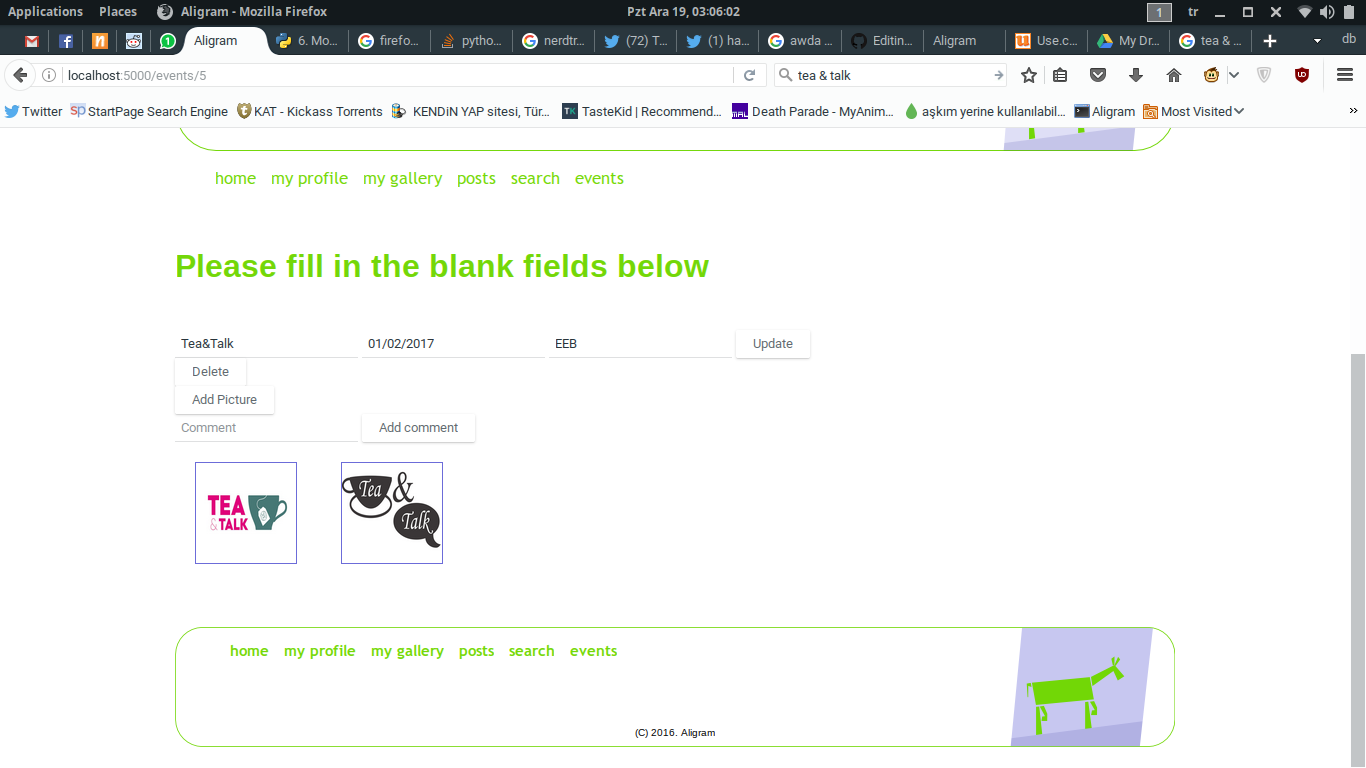 Applications Places Aligram - Mozilla Firefox Pzt Ara 19, 03:06:02 1 tr
1 Aligram 6. Mo... firefo... pytho... nerdtr... (72) T... (1) ha... awda ... Editin... Aligram Use.c... My Dr... tea & ... db
localhost:5000/events/5 tea & talk
Twitter StartPage Search Engine KAT - Kickass Torrents KENDiN YAP sitesi, Tür... TasteKid | Recommend... MAL Death Parade - MyAnim... aşkım yerine kullanılabil... Aligram Most Visited
home my profile my gallery posts search events
Please fill in the blank fields below
Tea&Talk 01/02/2017 EEB Update
Delete
Add Picture
Comment Add comment
TEA & TALK Tea & Talk
home my profile my gallery posts search events
(C) 2016. Aligram